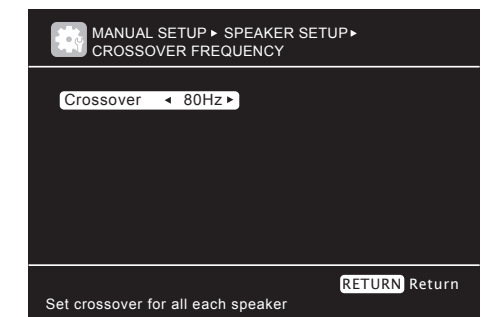 MANUAL SETUP ▸ SPEAKER SETUP ▸
CROSSOVER FREQUENCY
Crossover ◂ 80Hz ▸
RETURN Return
Set crossover for all each speaker